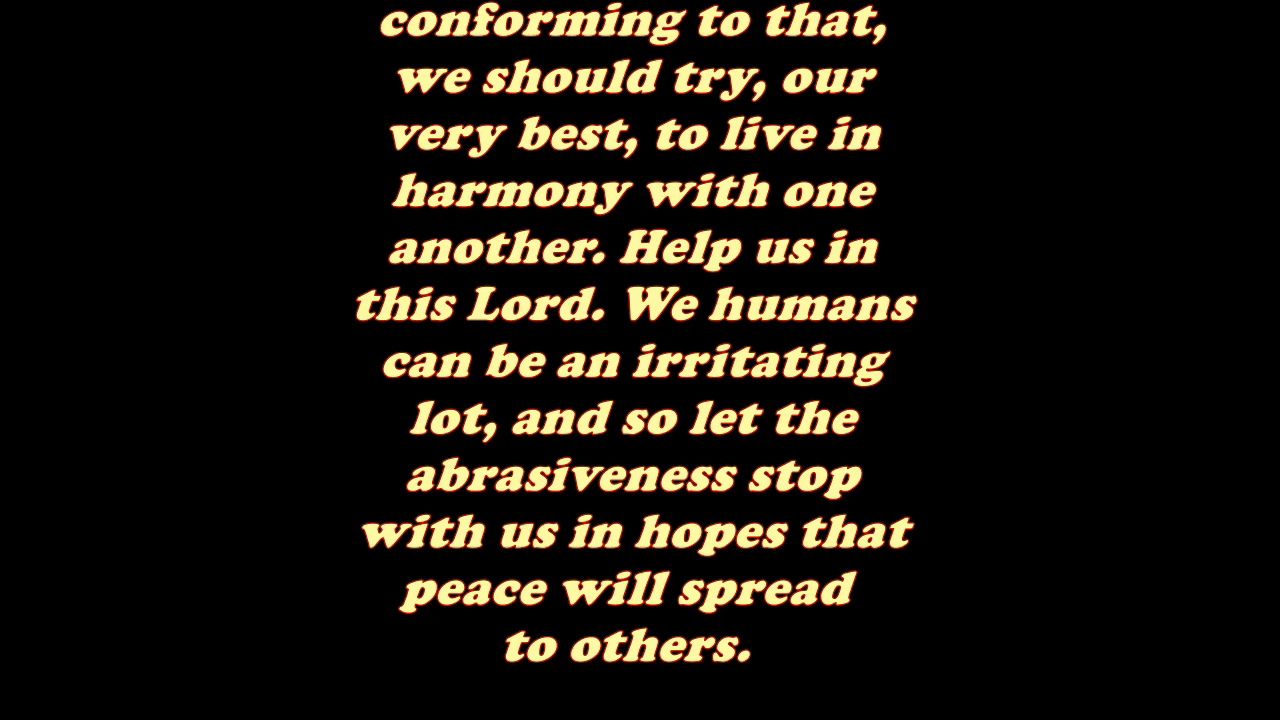 conforming to that,
we should try, our
very best, to live in
harmony with one
another. Help us in
this Lord. We humans
can be an irritating
lot, and so let the
abrasiveness stop
with us in hopes that
peace will spread
to others.